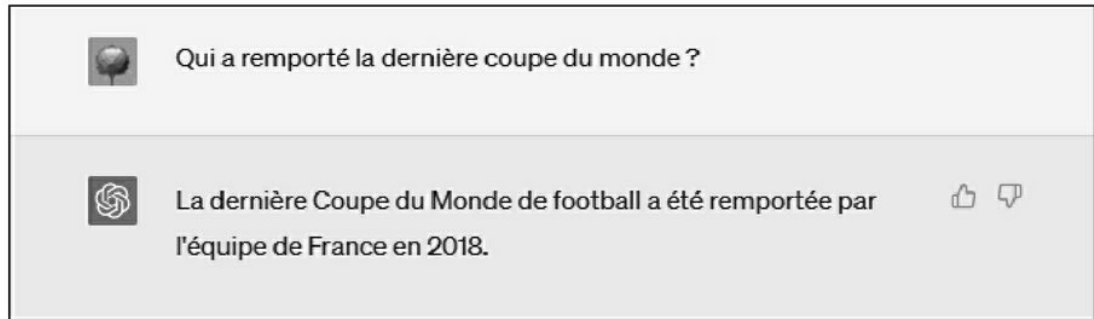 Qui a remporté la dernière coupe du monde ?
La dernière Coupe du Monde de football a été remportée par
l'équipe de France en 2018.